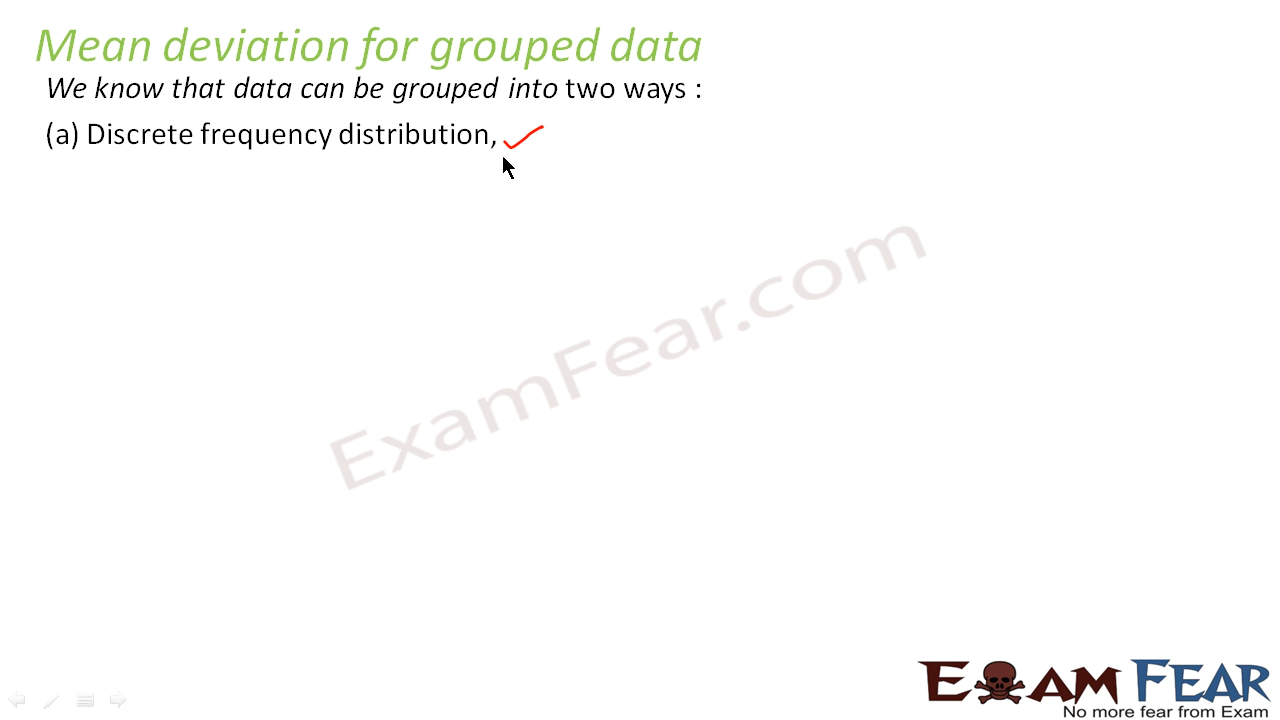 Mean deviation for grouped data
We know that data can be grouped into two ways :
(a) Discrete frequency distribution,
ExamFear.com
EXAM FEAR
No more fear from Exam